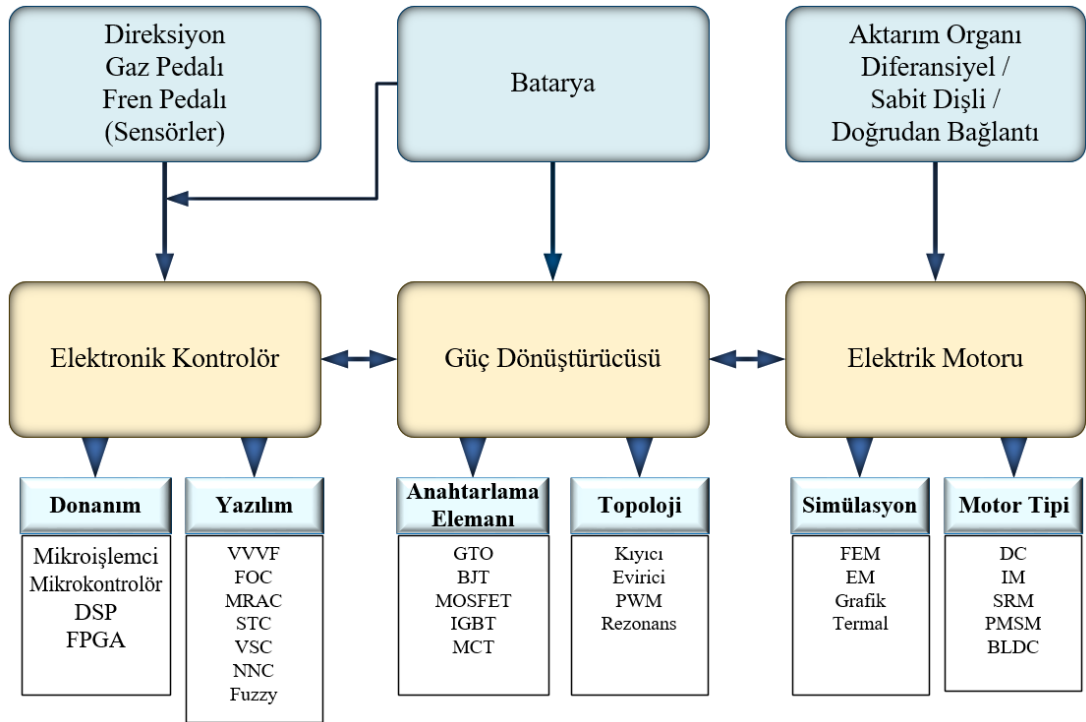 Direksiyon
Gaz Pedalı
Fren Pedalı
(Sensörler)
Batarya
Aktarım Organı
Diferansiyel /
Sabit Dişli /
Doğrudan Bağlantı
Elektronik Kontrolör
Güç Dönüştürücüsü
Elektrik Motoru
Donanım
Mikroişlemci
Mikrokontrolör
DSP
FPGA
Yazılım
VVVF
FOC
MRAC
STC
VSC
NNC
Fuzzy
Anahtarlama
Elemanı
GTO
BJT
MOSFET
IGBT
MCT
Topoloji
Kıyıcı
Evirici
PWM
Rezonans
Simülasyon
FEM
EM
Grafik
Termal
Motor Tipi
DC
IM
SRM
PMSM
BLDC